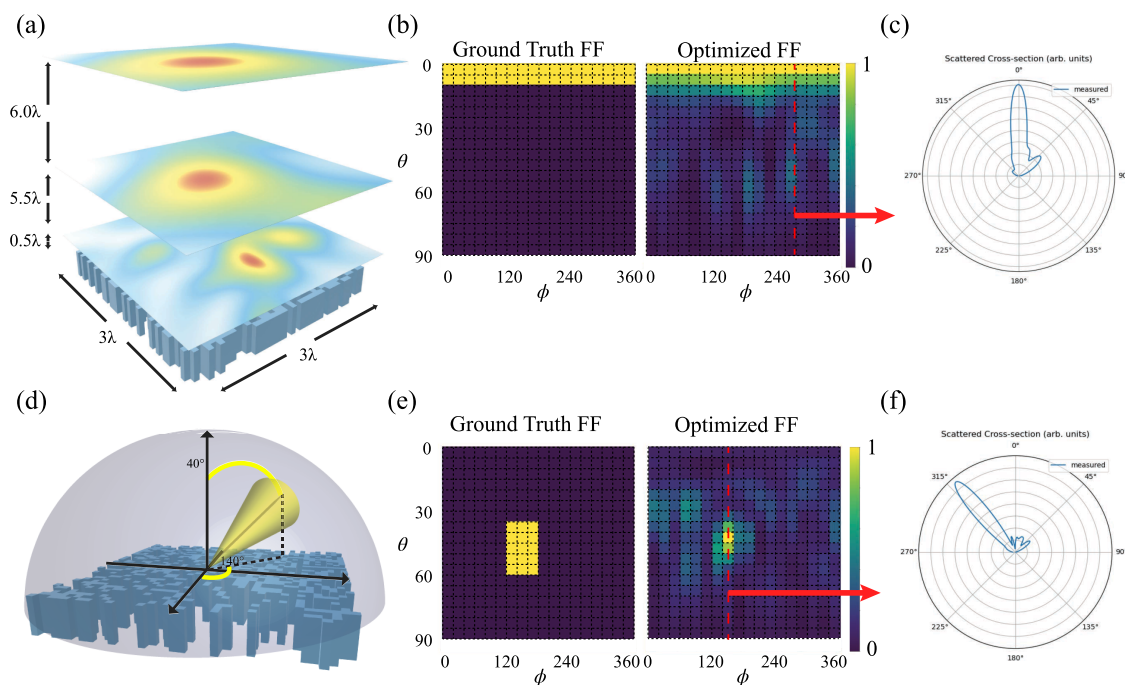 (a)
6.0λ
5.5λ
0.5λ
3λ
3λ
(b)
Ground Truth FF
Optimized FF
0
30
60
90
θ
0
120
240
360
ϕ
0
120
240
360
ϕ
1
0
(c)
Scattered Cross-section (arb. units)
0°
measured
315°
45°
270°
90
225°
135°
180°
(d)
40°
140°
(e)
Ground Truth FF
Optimized FF
0
30
60
90
θ
0
120
240
360
ϕ
0
120
240
360
ϕ
1
0
(f)
Scattered Cross-section (arb. units)
0°
measured
315°
45°
270°
90°
225°
135°
180°